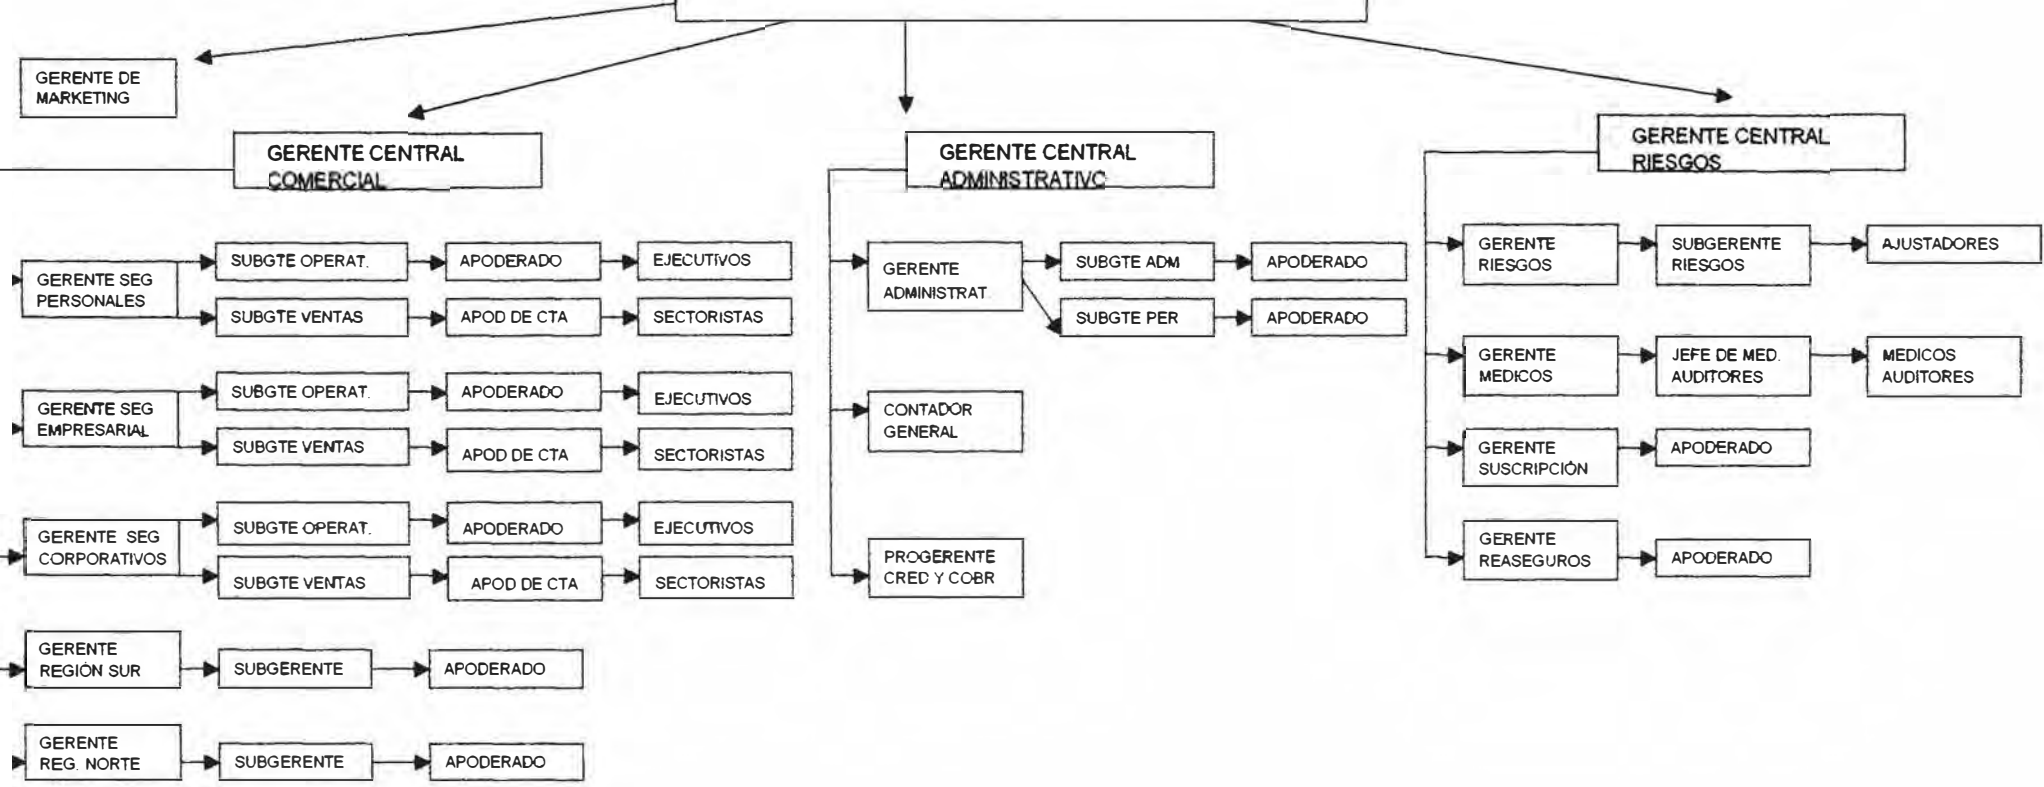 GERENTE DE
MARKETING
GERENTE CENTRAL
COMERCIAL
GERENTE SEG
PERSONALES
SUBGTE OPERAT.
APODERADO
EJECUTIVOS
SUBGTE VENTAS
APOD DE CTA
SECTORISTAS
GERENTE SEG
EMPRESARIAL
SUBGTE OPERAT.
APODERADO
EJECUTIVOS
SUBGTE VENTAS
APOD DE CTA
SECTORISTAS
GERENTE SEG
CORPORATIVOS
SUBGTE OPERAT.
APODERADO
EJECUTIVOS
SUBGTE VENTAS
APOD DE CTA
SECTORISTAS
GERENTE
REGIÓN SUR
SUBGERENTE
APODERADO
GERENTE
REG. NORTE
SUBGERENTE
APODERADO
GERENTE CENTRAL
ADMINISTRATIVO
GERENTE
ADMINISTRAT.
SUBGTE ADM
APODERADO
SUBGTE PER
APODERADO
CONTADOR
GENERAL
PROGERENTE
CRED Y COBR
GERENTE CENTRAL
RIESGOS
GERENTE
RIESGOS
SUBGERENTE
RIESGOS
AJUSTADORES
GERENTE
MEDICOS
JEFE DE MED.
AUDITORES
MEDICOS
AUDITORES
GERENTE
SUSCRIPCIÓN
APODERADO
GERENTE
REASEGUROS
APODERADO